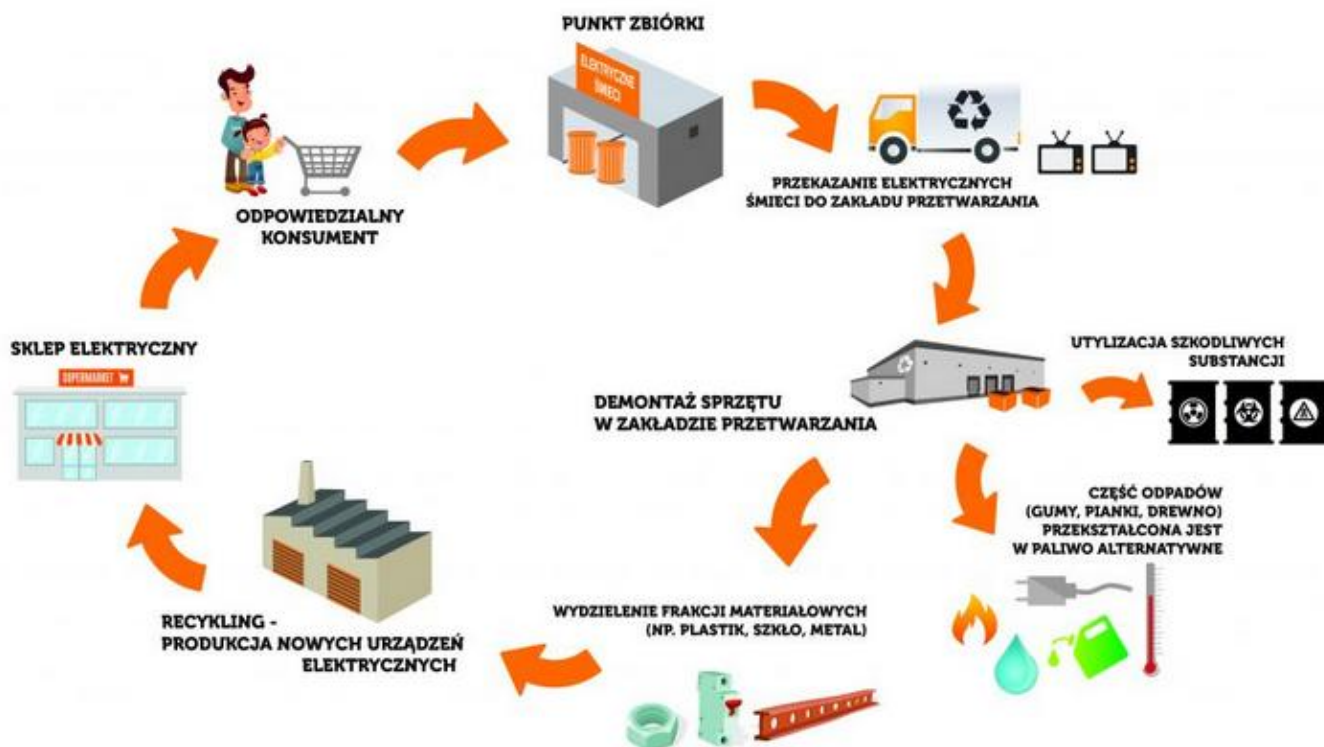 PUNKT ZBIÓRKI
ELEKTRYCZNE
ŚMIECI
ODPOWIEDZIALNY
KONSUMENT
PRZEKAZANIE ELEKTRYCZNYCH
ŚMIECI DO ZAKŁADU PRZETWARZANIA
SKLEP ELEKTRYCZNY
SUPERMARKET
UTYLIZACJA SZKODLIWYCH
SUBSTANCJI
DEMONTAŻ SPRZĘTU
W ZAKŁADZIE PRZETWARZANIA
CZĘŚĆ ODPADÓW
(GUMY, PIANKI, DREWNO)
PRZEKSZTAŁCONA JEST
W PALIWO ALTERNATYWNE
WYDZIELENIE FRAKCJI MATERIAŁOWYCH
(NP. PLASTIK, SZKŁO, METAL)
RECYKLING -
PRODUKCJA NOWYCH URZĄDZEŃ
ELEKTRYCZNYCH